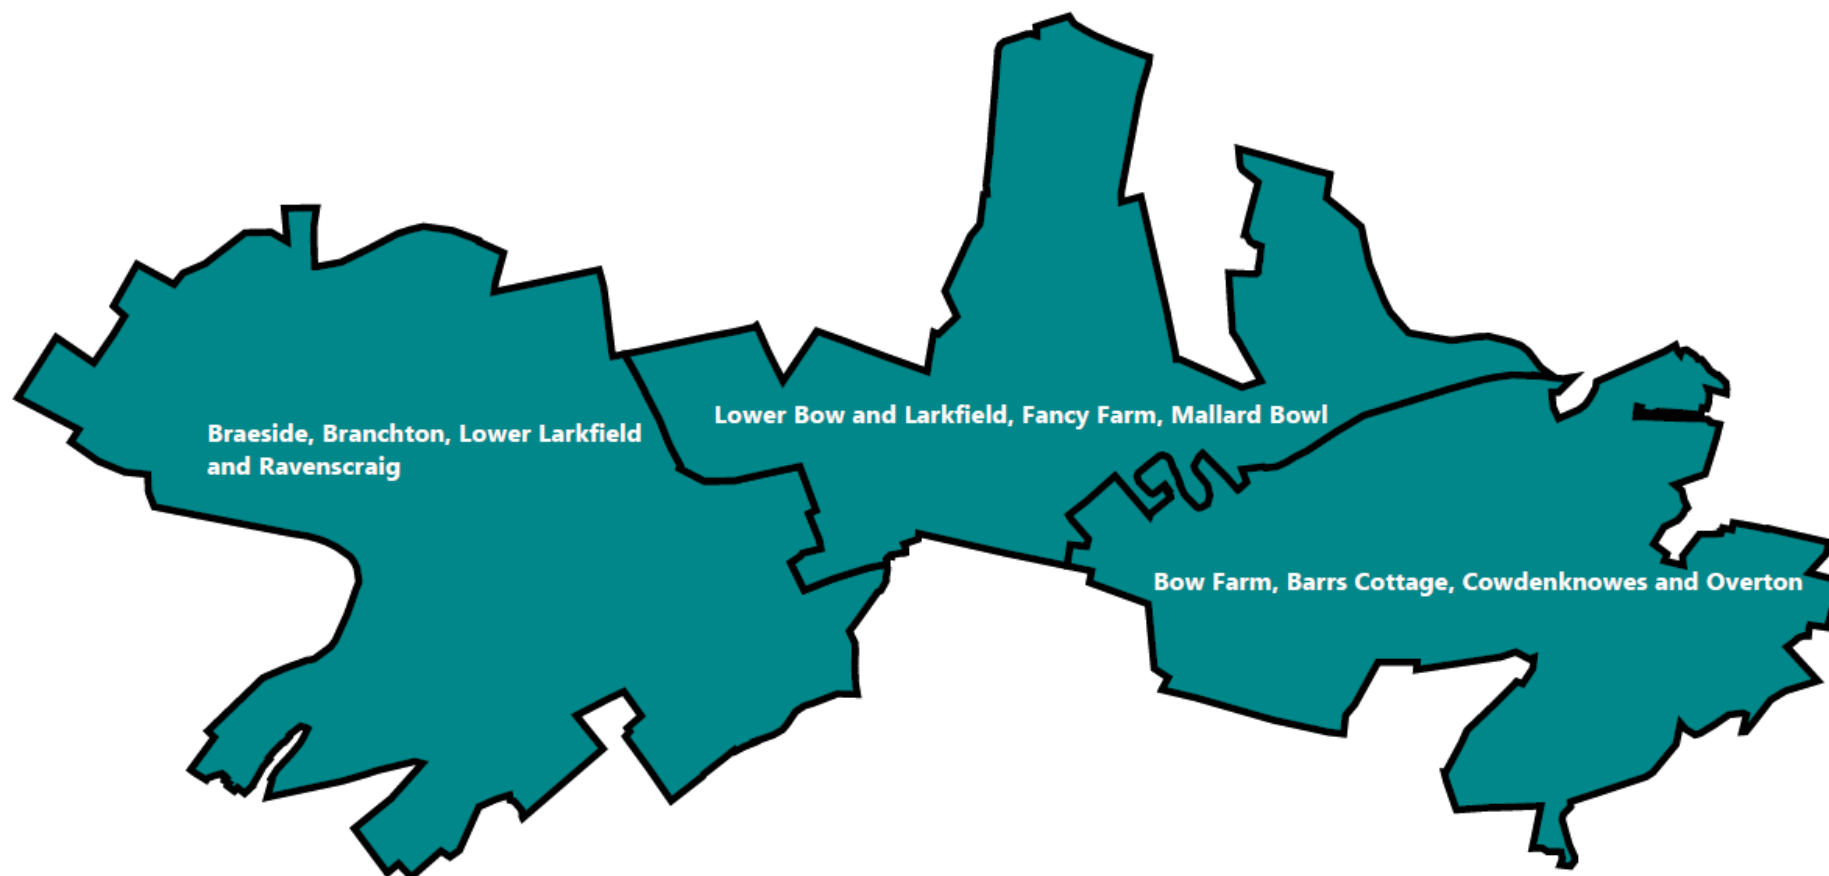 Braeside, Branchton, Lower Larkfield
and Ravenscraig
Lower Bow and Larkfield, Fancy Farm, Mallard Bowl
Bow Farm, Barrs Cottage, Cowdenknowes and Overton